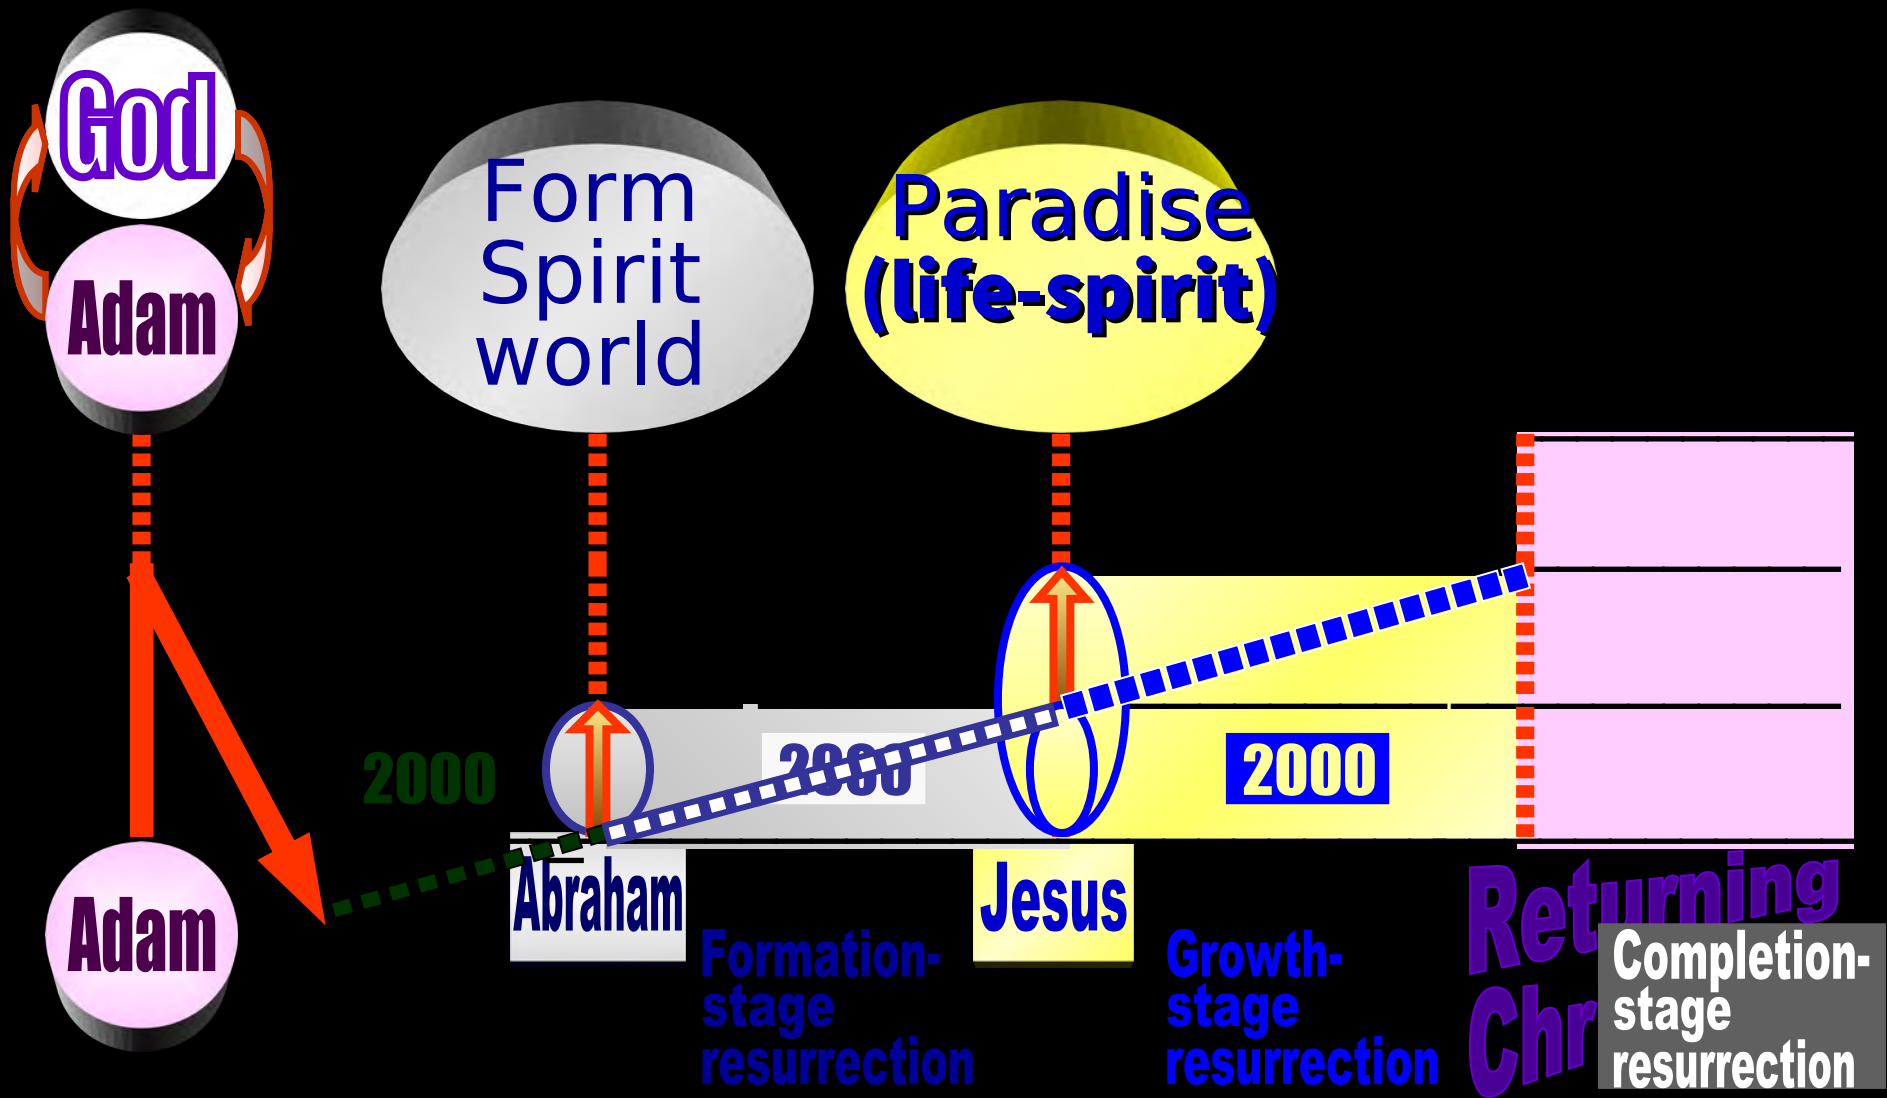 God
Adam
Form
Spirit
world
Paradise
(life-spirit)
2000
2000
2000
Adam
Abraham
Jesus
Formation-
stage
resurrection
Growth-
stage
resurrection
Returning
Completion-
stage
resurrection